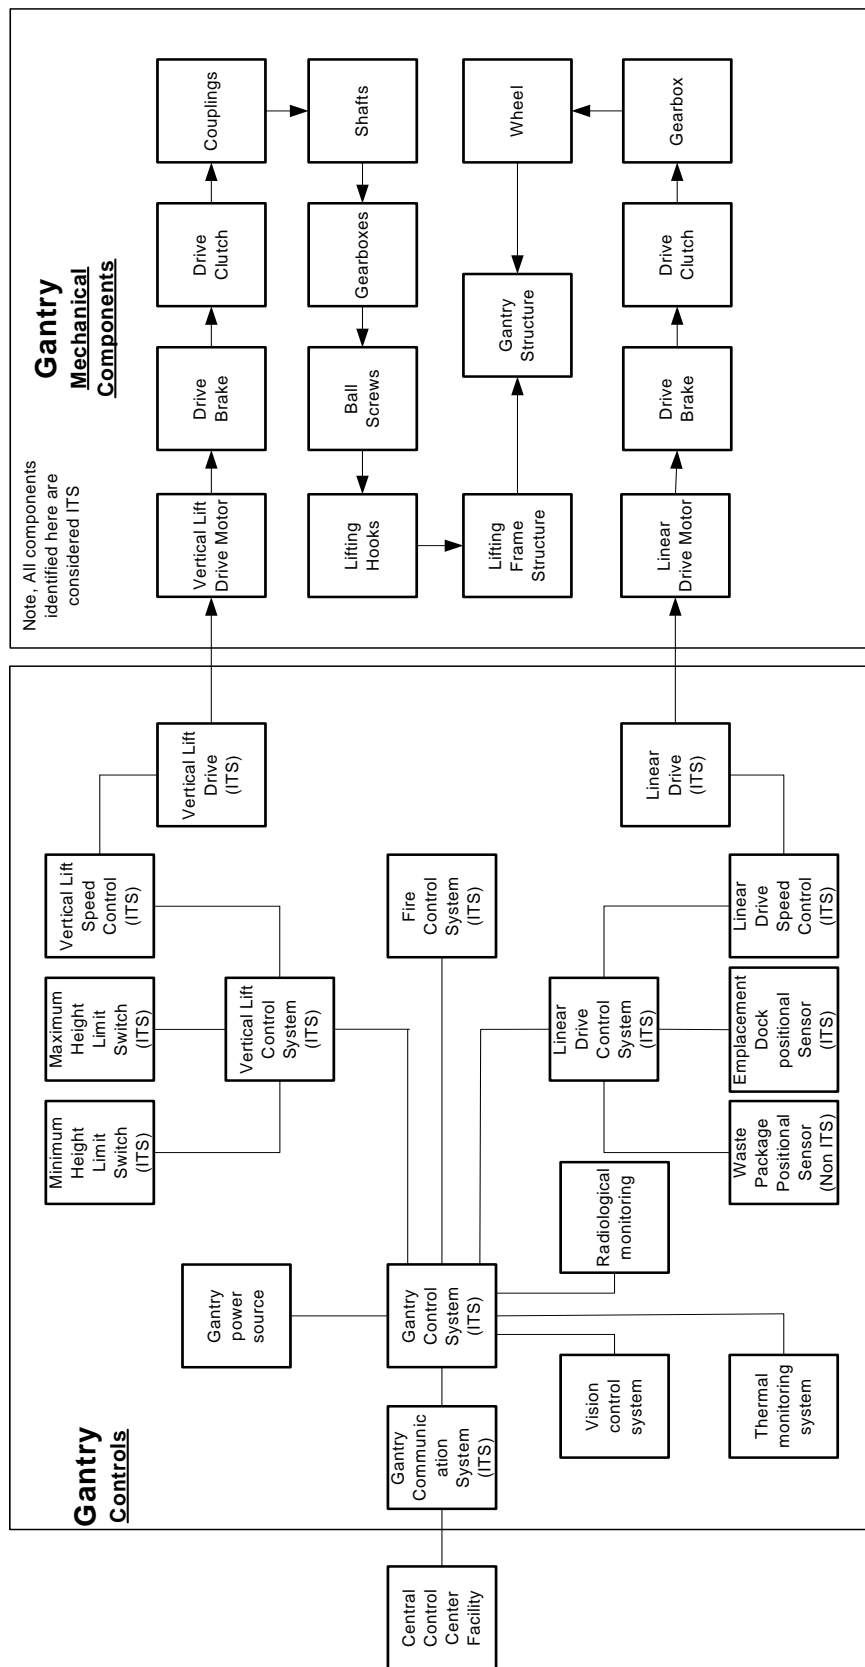 Gantry
Controls
Central
Control
Center
Facility
Gantry
Communic
ation
System
(ITS)
Gantry
power
source
Gantry
Control
System
(ITS)
Vision
control
system
Thermal
monitoring
system
Radiological
monitoring
Minimum
Height
Limit
Switch
(ITS)
Maximum
Height
Limit
Switch
(ITS)
Vertical Lift
Speed
Control
(ITS)
Vertical Lift
Control
System
(ITS)
Fire
Control
System
(ITS)
Linear
Drive
Control
System
(ITS)
Waste
Package
Positional
Sensor
(Non ITS)
Emplacement
Dock
positional
Sensor
(ITS)
Linear
Drive
Speed
Control
(ITS)
Vertical Lift
Drive
(ITS)
Linear Drive
(ITS)
Gantry
Mechanical
Components
Note, All components
identified here are
considered ITS
Vertical Lift
Drive Motor
Drive
Brake
Drive
Clutch
Couplings
Lifting
Hooks
Ball
Screws
Gearboxes
Shafts
Lifting
Frame
Structure
Gantry
Structure
Wheel
Linear
Drive Motor
Drive
Brake
Drive
Clutch
Gearbox